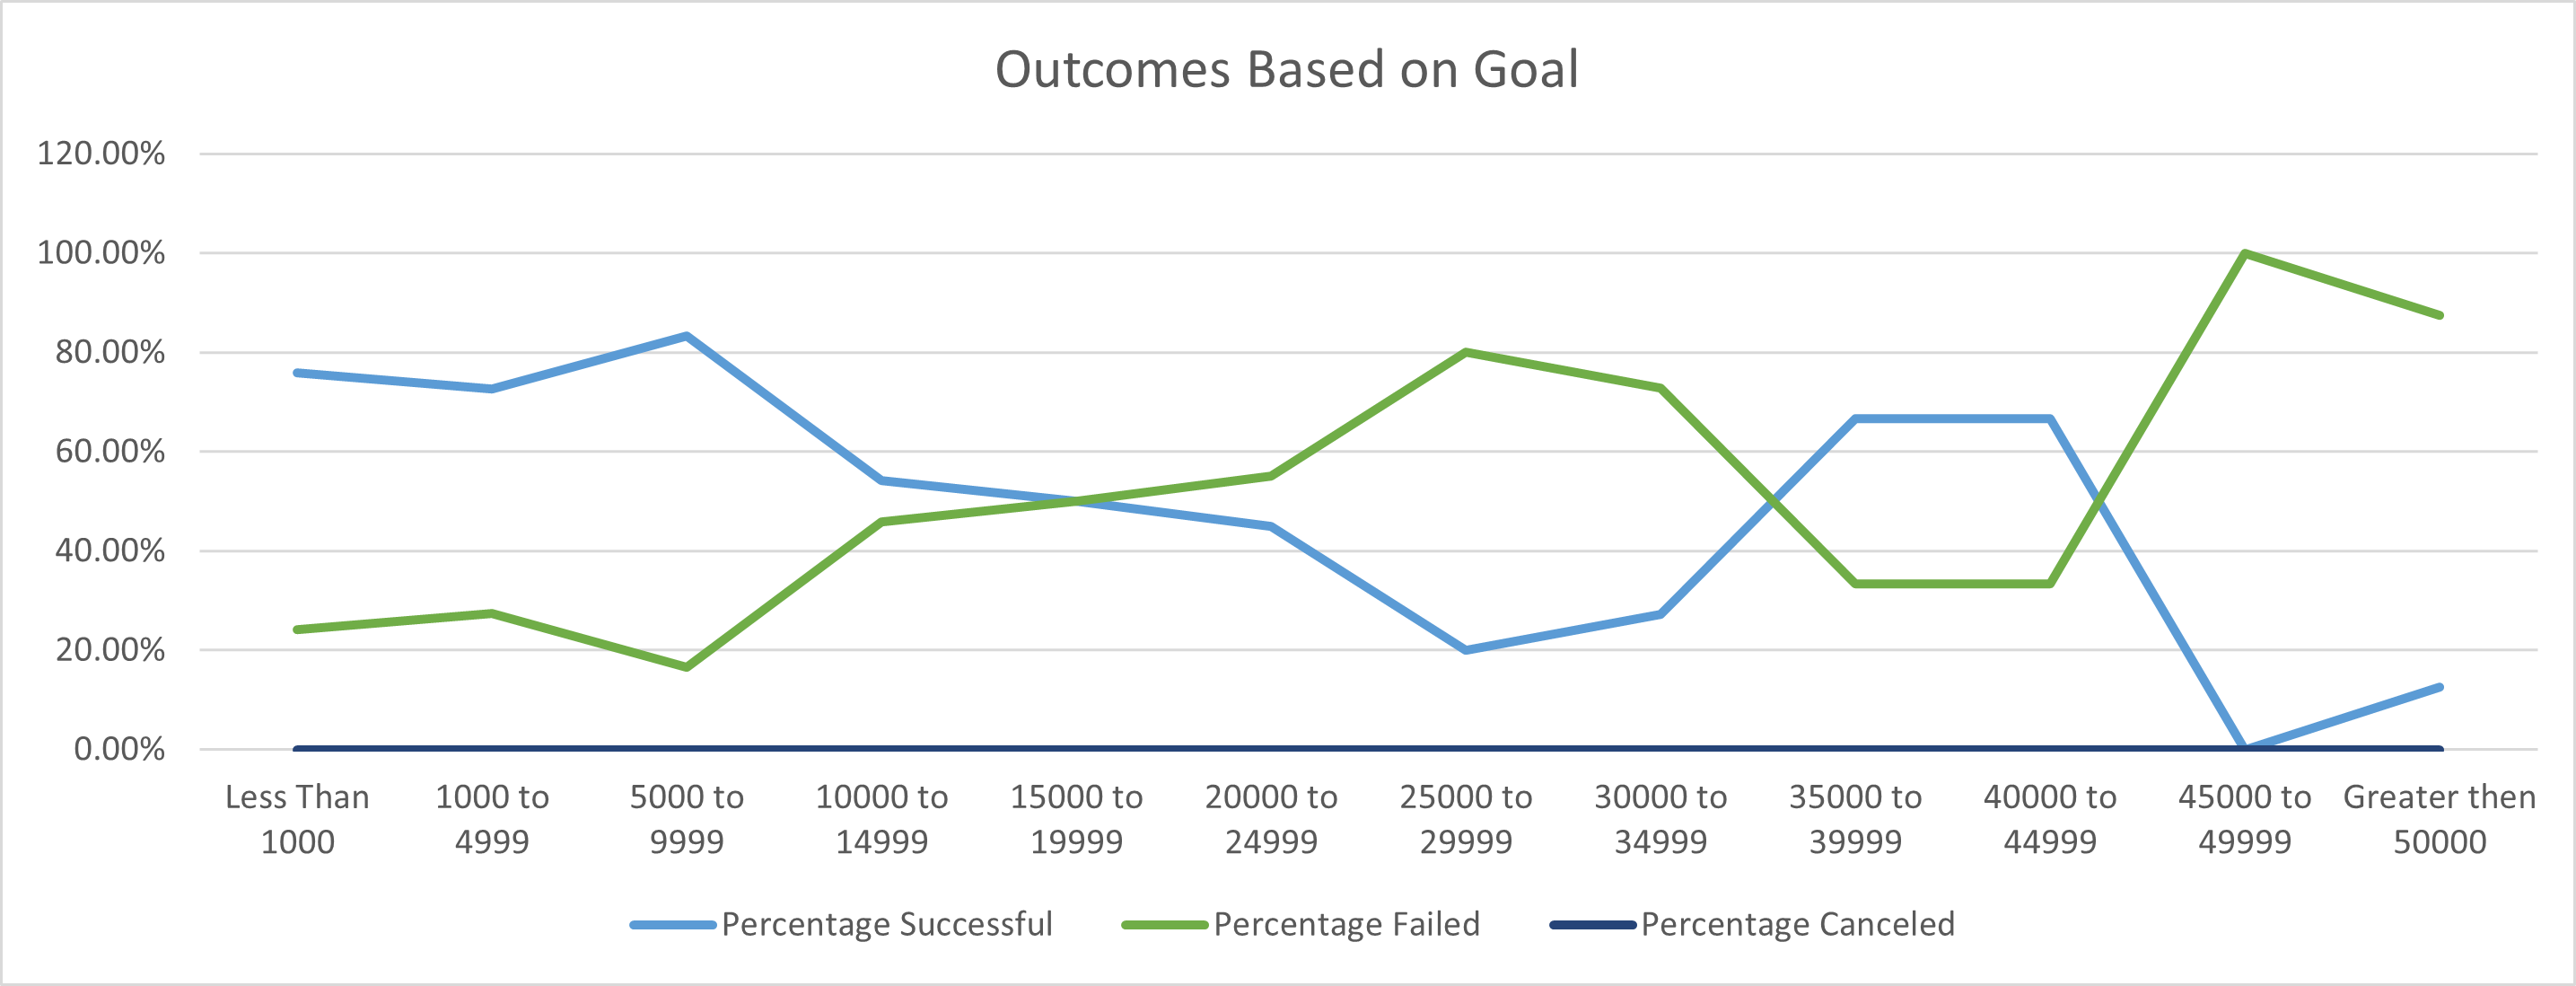 Outcomes Based on Goal
120.00%
100.00%
80.00%
60.00%
40.00%
20.00%
0.00%
Less Than
1000
1000 to
4999
5000 to
9999
10000 to
14999
15000 to
19999
20000 to
24999
25000 to
29999
30000 to
34999
35000 to
39999
40000 to
44999
45000 to
49999
Greater then
50000
Percentage Successful
Percentage Failed
Percentage Canceled